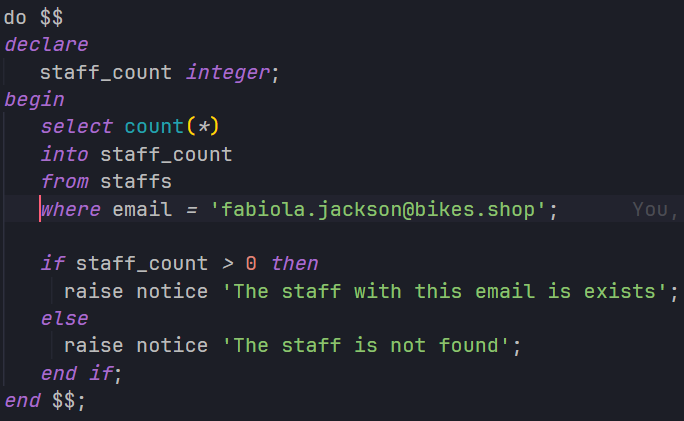 do $$
declare
   staff_count integer;
begin
   select count(*)
   into staff_count
   from staffs
   where email = 'fabiola.jackson@bikes.shop';      You,
   if staff_count > 0 then
     raise notice 'The staff with this email is exists';
   else
     raise notice 'The staff is not found';
   end if;
end $$;